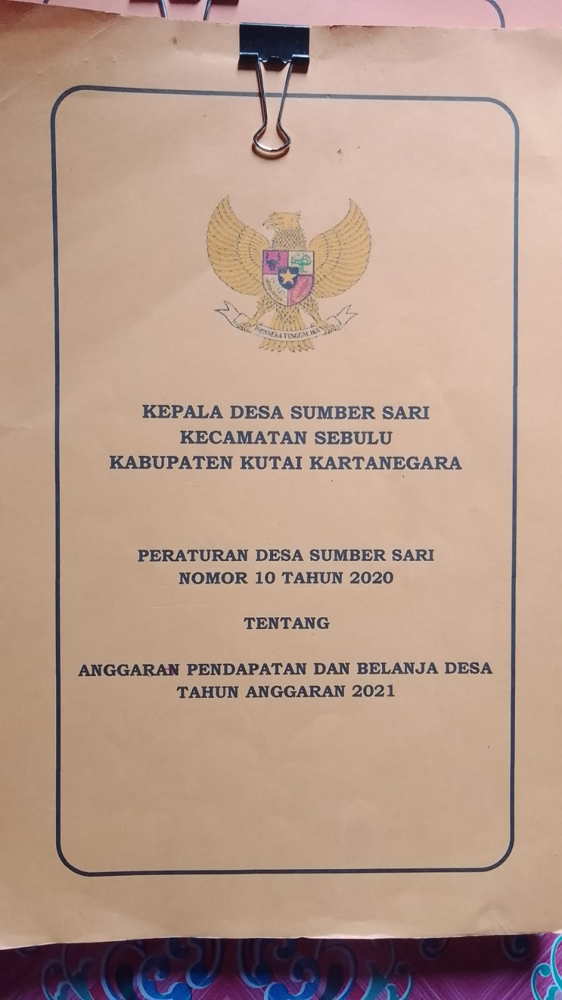 BHINNEKA TUNGGAL IKA
KEPALA DESA SUMBER SARI
KECAMATAN SEBULU
KABUPATEN KUTAI KARTANEGARA
PERATURAN DESA SUMBER SARI
NOMOR 10 TAHUN 2020
TENTANG
ANGGARAN PENDAPATAN DAN BELANJA DESA
TAHUN ANGGARAN 2021